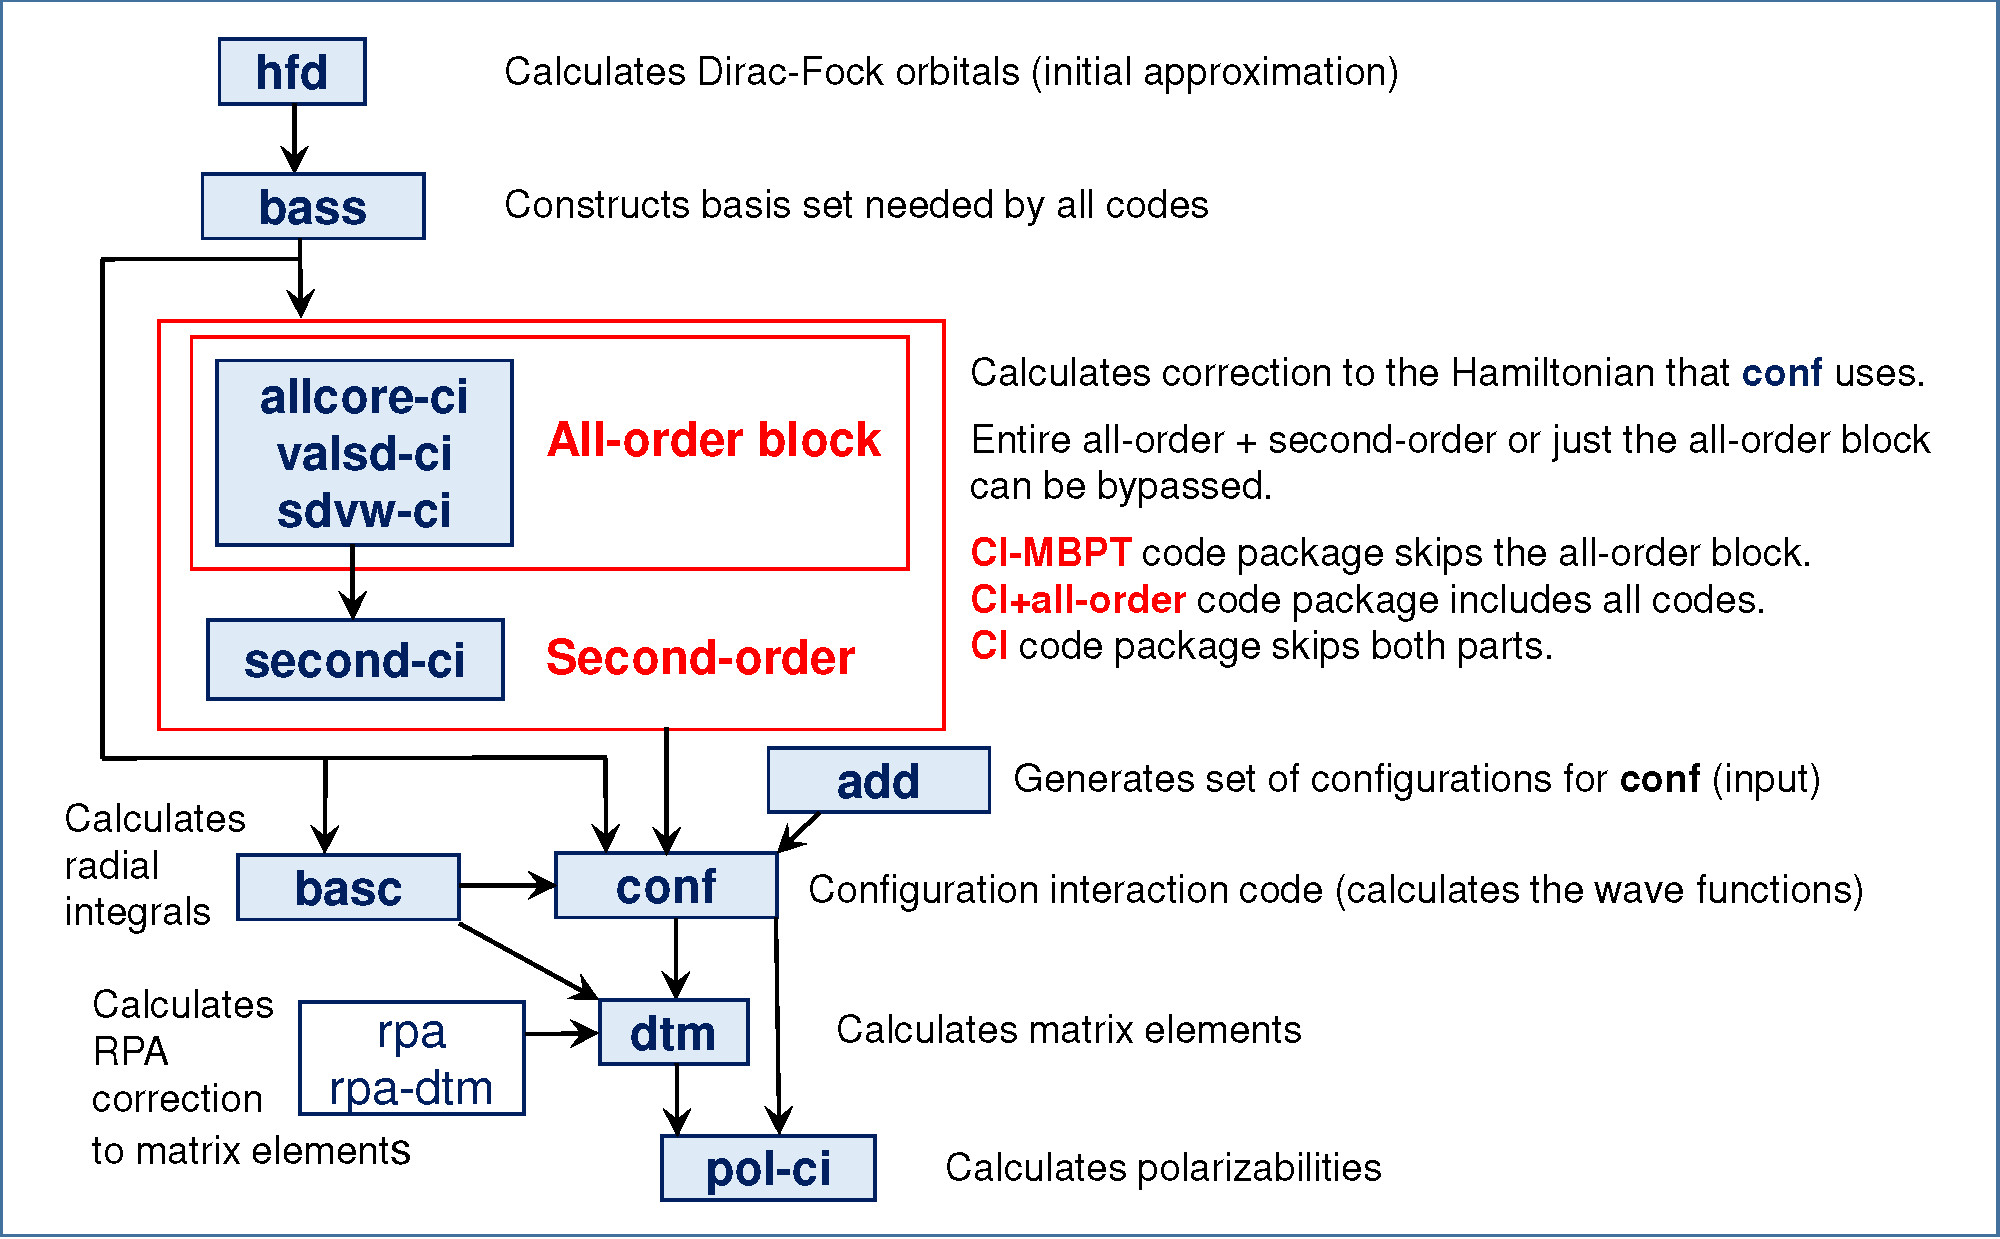 hfd
Calculates Dirac-Fock orbitals (initial approximation)
bass
Constructs basis set needed by all codes
allcore-ci
valsd-ci
sdvw-ci
All-order block
second-ci
Second-order
Calculates correction to the Hamiltonian that conf uses.
Entire all-order + second-order or just the all-order block
can be bypassed.
CI-MBPT code package skips the all-order block.
CI+all-order code package includes all codes.
CI code package skips both parts.
add
Generates set of configurations for conf (input)
Calculates
radial
integrals
basc
conf
Configuration interaction code (calculates the wave functions)
Calculates
RPA
correction
to matrix elements
rpa
rpa-dtm
dtm
Calculates matrix elements
pol-ci
Calculates polarizabilities